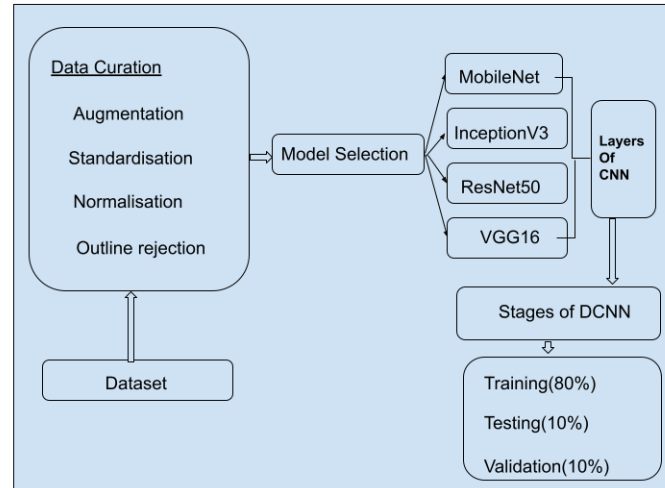 Data Curation
Augmentation
Standardisation
Normalisation
Outline rejection
Dataset
Model Selection
MobileNet
InceptionV3
ResNet50
VGG16
Layers
Of
CNN
Stages of DCNN
Training(80%)
Testing(10%)
Validation(10%)